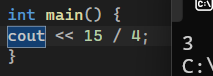 int main() {
cout << 15 / 4;
}
C:\
3
C:\